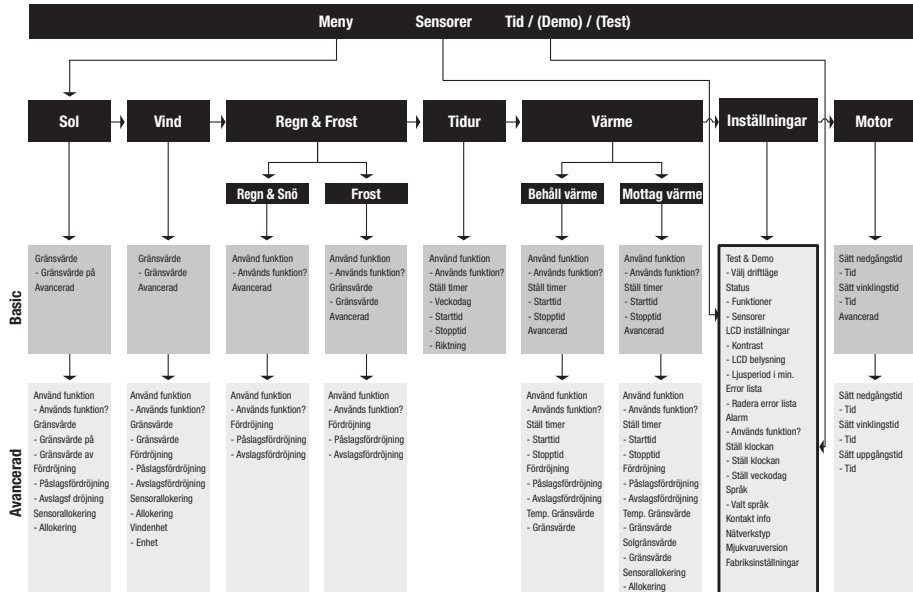 Meny Sensorer Tid / (Demo) / (Test)
Sol Vind Regn & Frost Tidur Värme Inställningar Motor
Regn & Snö Frost Behåll värme Mottag värme
Basic
Gränsvärde
- Gränsvärde på
Avancerad
Gränsvärde
- Gränsvärde
Avancerad
Använd funktion
- Används funktion?
Avancerad
Använd funktion
- Används funktion?
Gränsvärde
- Gränsvärde
Avancerad
Använd funktion
- Används funktion?
Ställ timer
- Veckodag
- Starttid
- Stopptid
- Riktning
Använd funktion
- Används funktion?
Ställ timer
- Starttid
- Stopptid
Avancerad
Använd funktion
- Används funktion?
Ställ timer
- Starttid
- Stopptid
Avancerad
Test & Demo
- Välj driftläge
Status
- Funktioner
- Sensorer
LCD inställningar
- Kontrast
- LCD belysning
- Ljusperiod i min.
Error lista
- Radera error lista
Alarm
- Används funktion?
Ställ klockan
- Ställ klockan
- Ställ veckodag
Språk
- Valt språk
Kontakt info
Nätverkstyp
Mjukvaruversion
Fabriksinställningar
Sätt nedgångstid
- Tid
Sätt vinklingstid
- Tid
Avancerad
Avancerad
Använd funktion
- Används funktion?
Gränsvärde
- Gränsvärde på
- Gränsvärde av
Fördröjning
- Påslagsfördröjning
- Avslagsf dröjning
Sensorallokering
- Allokering
Använd funktion
- Används funktion?
Gränsvärde
- Gränsvärde
Fördröjning
- Påslagsfördröjning
- Avslagsfördröjning
Sensorallokering
- Allokering
Vindenhet
- Enhet
Använd funktion
- Används funktion?
Fördröjning
- Påslagsfördröjning
- Avslagsfördröjning
Använd funktion
- Används funktion?
Fördröjning
- Påslagsfördröjning
- Avslagsfördröjning
Använd funktion
- Används funktion?
Ställ timer
- Starttid
- Stopptid
Fördröjning
- Påslagsfördröjning
- Avslagsfördröjning
Temp. Gränsvärde
- Gränsvärde
Använd funktion
- Används funktion?
Ställ timer
- Starttid
- Stopptid
Fördröjning
- Påslagsfördröjning
- Avslagsfördröjning
Temp. Gränsvärde
- Gränsvärde
Solgränsvärde
- Gränsvärde
Sensorallokering
- Allokering
Sätt nedgångstid
- Tid
Sätt vinklingstid
- Tid
Sätt uppgångstid
- Tid